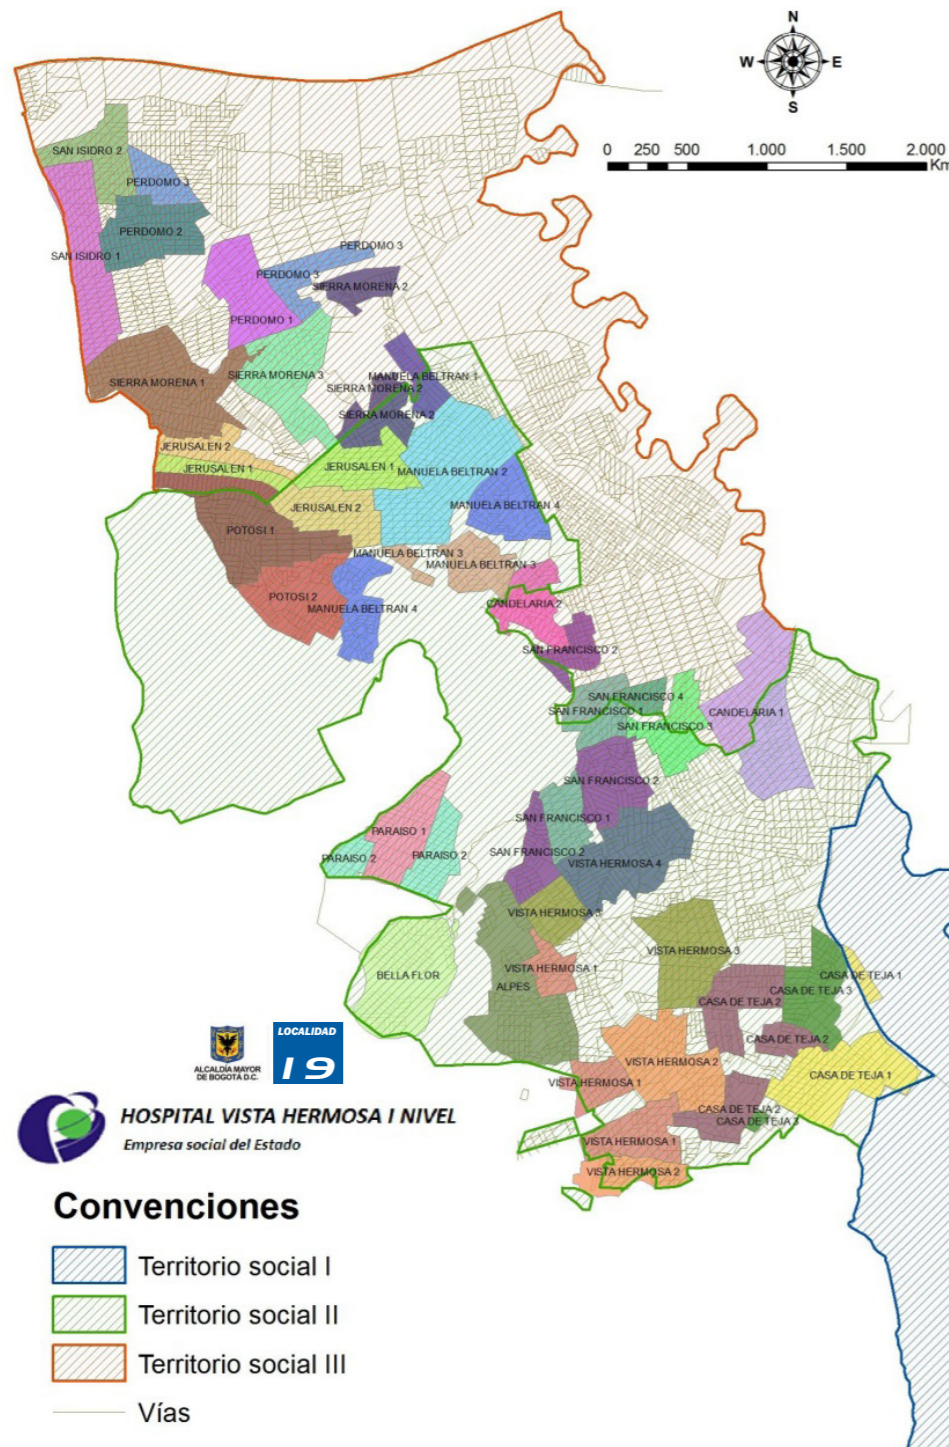 N
W E
S
0 250 500 1.000 1.500 2.000
Km
SAN ISIDRO 2
PERDOMO 3
PERDOMO 2
SAN ISIDRO 1
PERDOMO 3
PERDOMO 3
SIERRA MORENA 2
PERDOMO 1
SIERRA MORENA 1
SIERRA MORENA 3
MANUELA BELTRAN 1
SIERRA MORENA 2
SIERRA MORENA 2
JERUSALEN 2
JERUSALEN 1
JERUSALEN 1
MANUELA BELTRAN 2
JERUSALEN 2
MANUELA BELTRAN 4
POTOSI 1
MANUELA BELTRAN 3
MANUELA BELTRAN 3
POTOSI 2
MANUELA BELTRAN 4
CANDELARIA 2
SAN FRANCISCO 2
SAN FRANCISCO 4
SAN FRANCISCO 1
SAN FRANCISCO 3
CANDELARIA 1
SAN FRANCISCO 2
SAN FRANCISCO 1
PARAISO 1
PARAISO 2
PARAISO 2
SAN FRANCISCO 2
VISTA HERMOSA 4
VISTA HERMOSA 3
VISTA HERMOSA 3
BELLA FLOR
VISTA HERMOSA 1
ALPES
CASA DE TEJA 1
CASA DE TEJA 3
CASA DE TEJA 2
CASA DE TEJA 2
VISTA HERMOSA 2
CASA DE TEJA 1
VISTA HERMOSA 1
CASA DE TEJA 2
CASA DE TEJA 3
VISTA HERMOSA 1
VISTA HERMOSA 2
ALCALDÍA MAYOR
DE BOGOTÁ D.C.
LOCALIDAD
19
HOSPITAL VISTA HERMOSA I NIVEL
Empresa social del Estado
Convenciones
Territorio social I
Territorio social II
Territorio social III
Vías